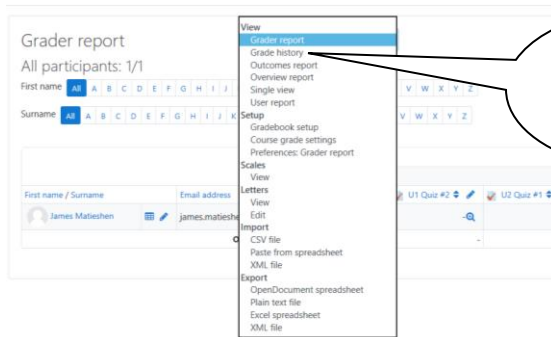 Grader report
All participants: 1/1
First name All A B C D E F G H I J V W X Y Z
Surname All A B C D E F G H I J K V W X Y Z
First name / Surname Email address U1 Quiz #2 U2 Quiz #1
James Matieshen james.matieshe -
-
View
Grader report
Grade history
Outcomes report
Overview report
Single view
User report
Setup
Gradebook setup
Course grade settings
Preferences: Grader report
Scales
View
Letters
View
Edit
Import
CSV file
Paste from spreadsheet
XML file
Export
OpenDocument spreadsheet
Plain text file
Excel spreadsheet
XML file